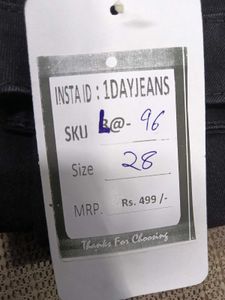 INSTA ID : 1DAYJEANS
SKU L@- 96
Size 28
MRP. Rs. 499 /-
Thanks For Choosing